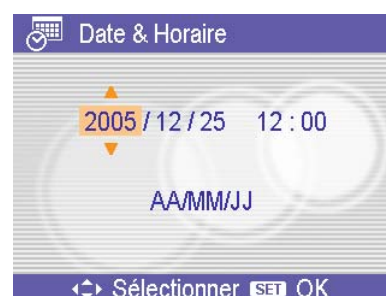 Date & Horaire
2005 / 12 / 25 12 : 00
AA/MM/JJ
Sélectionner SET OK